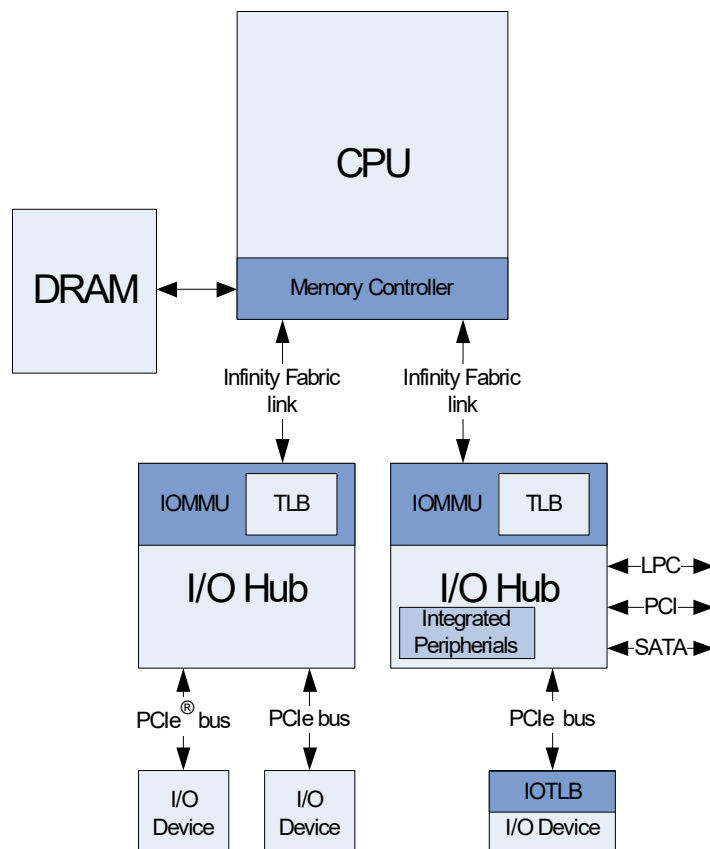 CPU
DRAM
Memory Controller
Infinity Fabric
link
Infinity Fabric
link
IOMMU
TLB
I/O Hub
IOMMU
TLB
I/O Hub
Integrated
Peripherials
LPC
PCI
SATA
PCIe® bus
PCIe bus
PCIe bus
I/O
Device
I/O
Device
IOTLB
I/O Device